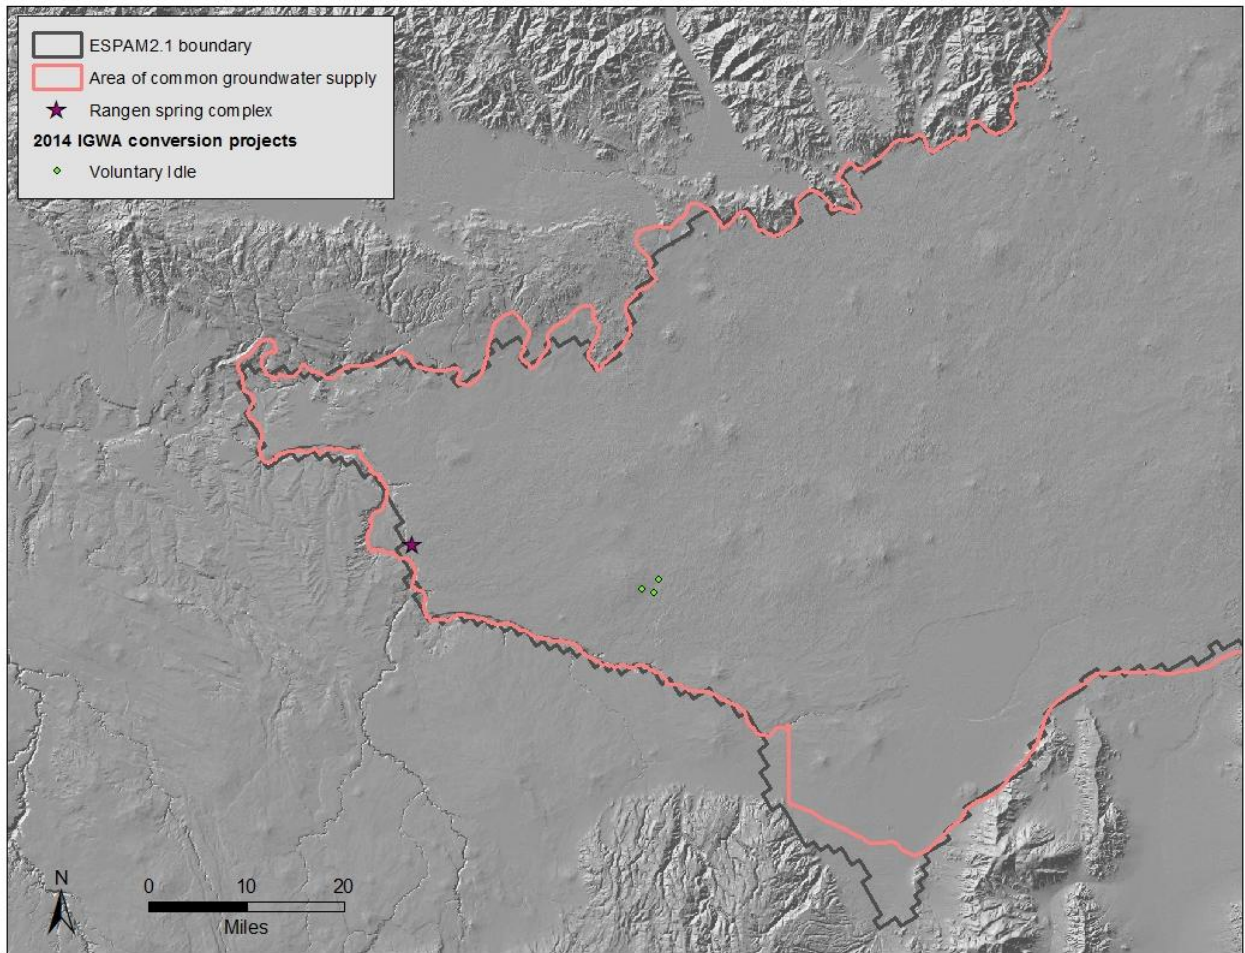 ESPAM2.1 boundary
Area of common groundwater supply
Rangen spring complex
2014 IGWA conversion projects
Voluntary Idle
N
0 10 20
Miles